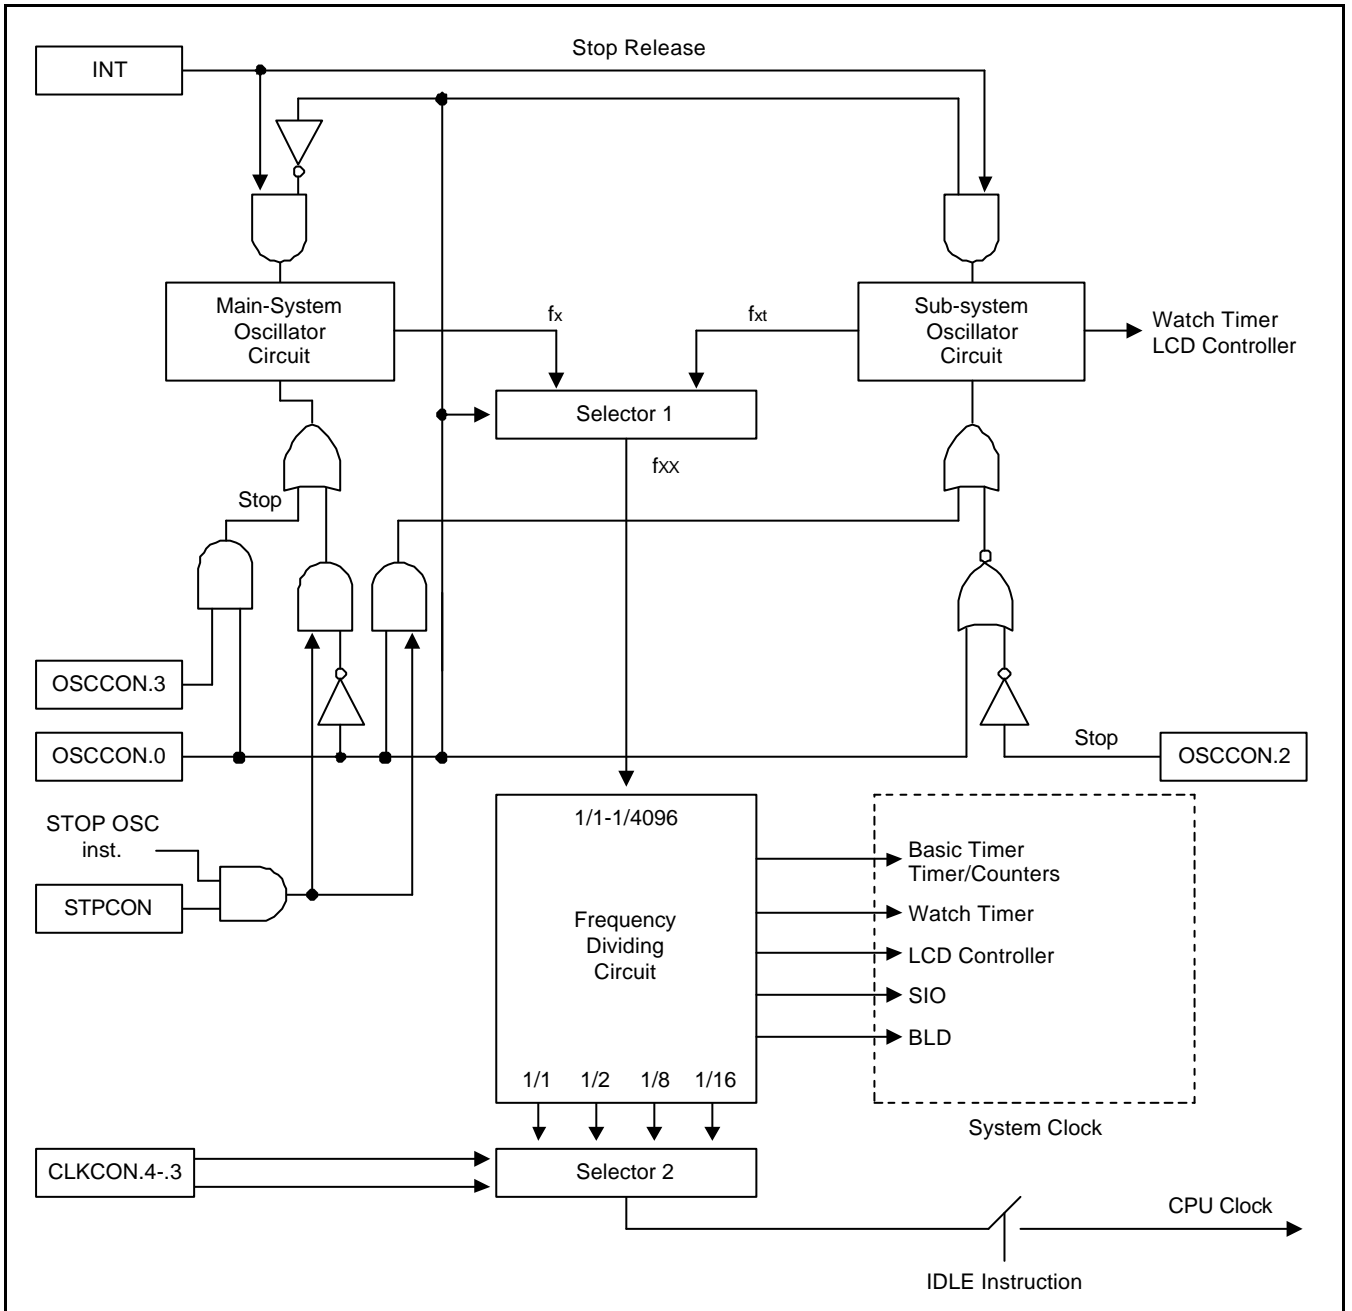 Stop Release
INT
Main-System
Oscillator
Circuit
fx
fxt
Sub-system
Oscillator
Circuit
Watch Timer
LCD Controller
Selector 1
fxx
Stop
OSCCON.3
OSCCON.0
Stop
OSCCON.2
STOP OSC
inst.
STPCON
1/1-1/4096
Frequency
Dividing
Circuit
Basic Timer
Timer/Counters
Watch Timer
LCD Controller
SIO
BLD
1/1 1/2 1/8 1/16
System Clock
CLKCON.4-.3
Selector 2
CPU Clock
IDLE Instruction